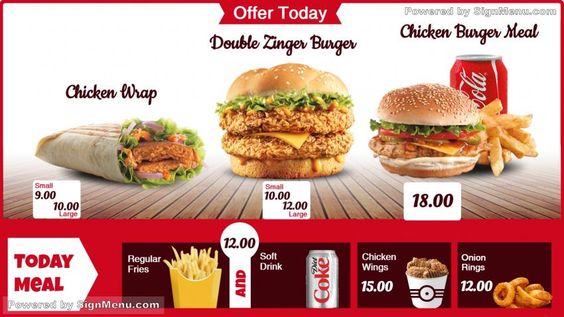 Offer Today
Powered by SignMenu.com
Chicken Wrap
Double Zinger Burger
Chicken Burger Meal
Small
9.00
10.00
Large
Small
10.00
12.00
Large
18.00
Cola
TODAY
MeaL
Regular
Fries
12.00
AND
Soft
Drink
Diet
Coke
Chicken
Wings
15.00
Onion
Rings
12.00
Powered by SignMenu.com